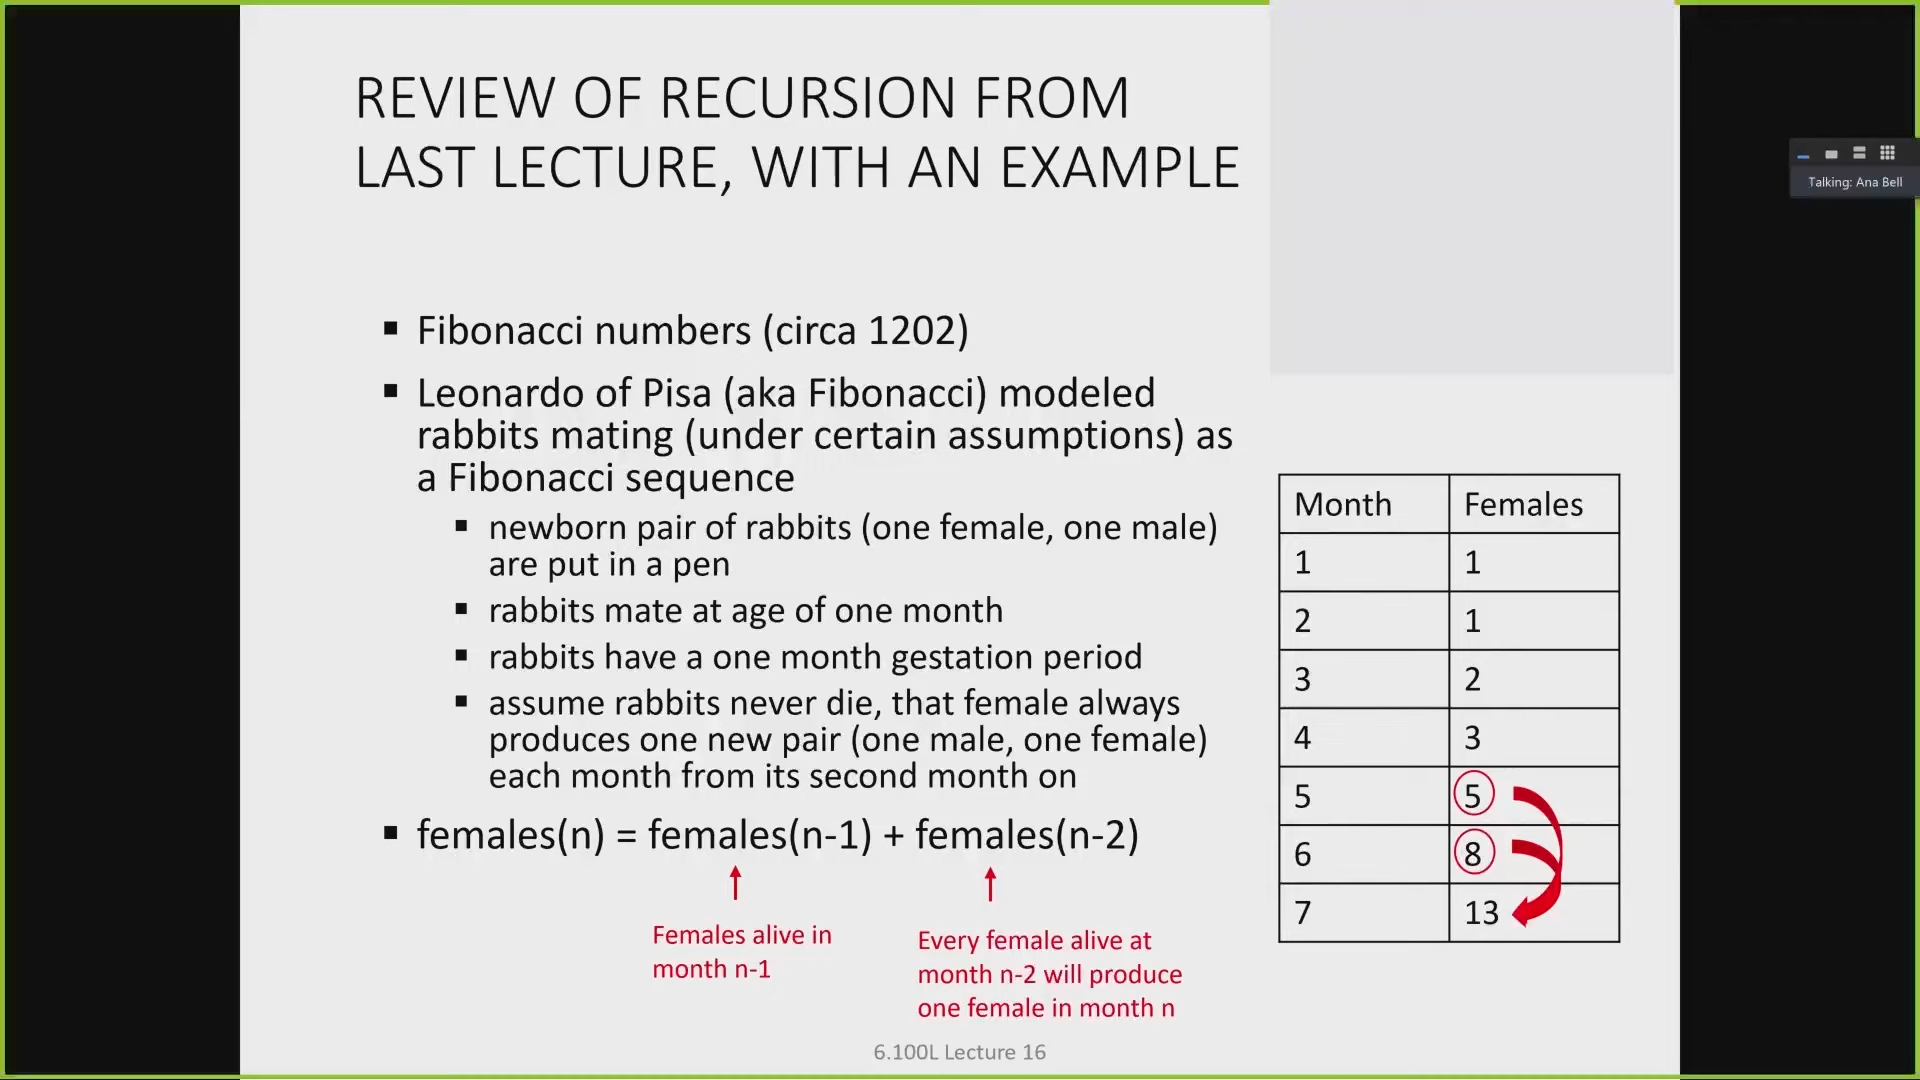 REVIEW OF RECURSION FROM
LAST LECTURE, WITH AN EXAMPLE
Talking: Ana Bell
▪ Fibonacci numbers (circa 1202)
▪ Leonardo of Pisa (aka Fibonacci) modeled
rabbits mating (under certain assumptions) as
a Fibonacci sequence
▪ newborn pair of rabbits (one female, one male)
are put in a pen
▪ rabbits mate at age of one month
▪ rabbits have a one month gestation period
▪ assume rabbits never die, that female always
produces one new pair (one male, one female)
each month from its second month on
▪ females(n) = females(n-1) + females(n-2)
Females alive in
month n-1
Every female alive at
month n-2 will produce
one female in month n
Month Females
1 1
2 1
3 2
4 3
5 5
6 8
7 13
6.100L Lecture 16